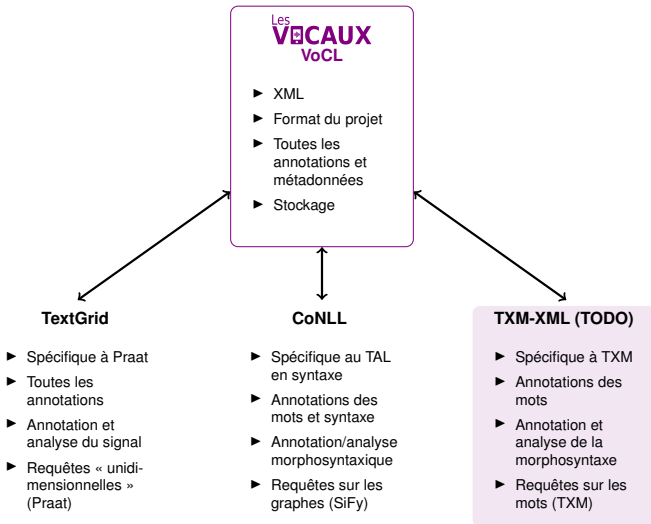 Les
VOCAUX
VoCL
► XML
► Format du projet
► Toutes les
annotations et
métadonnées
► Stockage
TextGrid
► Spécifique à Praat
► Toutes les
annotations
► Annotation et
analyse du signal
► Requêtes « unidi-
mensionnelles »
(Praat)
CoNLL
► Spécifique au TAL
en syntaxe
► Annotations des
mots et syntaxe
► Annotation/analyse
morphosyntaxique
► Requêtes sur les
graphes (SiFy)
TXM-XML (TODO)
► Spécifique à TXM
► Annotations des
mots
► Annotation et
analyse de la
morphosyntaxe
► Requêtes sur les
mots (TXM)